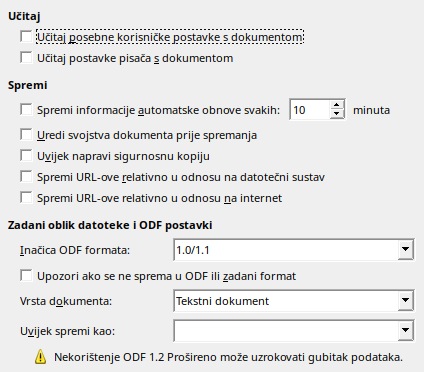 Učitaj
Učitaj posebne korisničke postavke s dokumentom
Učitaj postavke pisača s dokumentom
Spremi
Spremi informacije automatske obnove svakih: 10 minuta
Uredi svojstva dokumenta prije spremanja
Uvijek napravi sigurnosnu kopiju
Spremi URL-ove relativno u odnosu na datotečni sustav
Spremi URL-ove relativno u odnosu na internet
Zadani oblik datoteke i ODF postavki
Inačica ODF formata: 1.0/1.1
Upozori ako se ne sprema u ODF ili zadani format
Vrsta dokumenta: Tekstni dokument
Uvijek spremi kao:
Nekorištenje ODF 1.2 Prošireno može uzrokovati gubitak podataka.